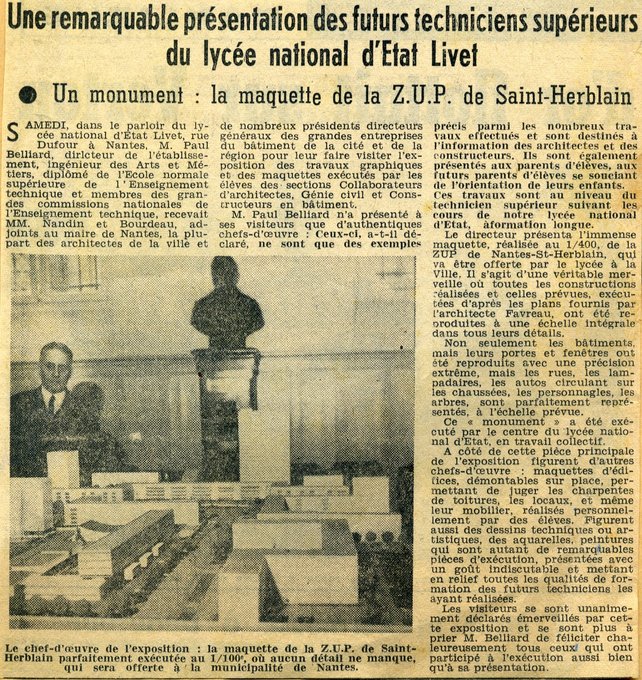 Une remarquable présentation des futurs techniciens supérieurs
du lycée national d'Etat Livet
● Un monument : la maquette de la Z.U.P. de Saint-Herblain
SAMEDI, dans le parloir du ly-
cée national d'Etat Livet, rue
Dufour à Nantes, M. Paul
Belliard, dirlcteur de l'établisse-
ment, ingénieur des Arts et Mé-
tiers, diplômé de l'Ecole normale
supérieure de l'Enseignement
technique et membres des gran-
des commissions nationales de
l'Enseignement technique, recevait
MM. Nandin et Bourdeau, ad-
joints au maire de Nantes, la plu-
part des architectes de la ville et
de nombreux présidents directeurs
généraux des grandes entreprises
du bâtiment de la cité et de la
région pour leur faire visiter l'ex-
position des travaux graphiques
et des maquettes exécutés par les
élèves des sections Collaborateurs
d'architectes, Génie civil et Cons-
tructeurs en bâtiment.
M. Paul Belliard n'a présenté à
ses visiteurs que d'authentiques
chefs-d'œuvre : Ceux-ci, a-t-il dé-
claré, ne sont que des exemples
précis parmi les nombreux tra-
vaux effectués et sont destinés à
l'information des architectes et des
constructeurs, Ils sont également
présentés aux parents d'élèves, aux
futurs parents d'élèves se souciant
de l'orientation de leurs enfants.
Ces travaux sont au niveau du
technicien supérieur suivant les
cours de notre lycée national
d'Etat, àformation longue.
Le directeur présenta l'immense
maquette, réalisée au 1/400, de la
ZUP de Nantes-St-Herblain, qui
va être offerte par le lycée à la
Ville. Il s'agit d'une véritable mer-
veille où toutes les constructions
réalisées et celles prévues, exécu-
tées d'après les plans fournis par
l'architecte Favreau, ont été re-
produites à une échelle intégrale
dans tous leurs détails.
Non seulement les bâtiments,
mais leurs portes et fenêtres ont
été reproduits avec une précision
extrême, mais les rues, les lam-
padaires, les autos circulant sur
les chaussées, les personnagles, les
arbres, sont parfaitement repré-
sentés, à l'échelle prévue.
Ce « monument » a été exé-
cuté par le centre du lycée natio-
nal d'Etat, en travail collectif.
A côté de cette pièce principale
de l'exposition figurent d'autres
chefs-d'œuvre : maquettes d'édi-
fices, démontables sur place, per-
mettant de juger les charpentes
de toitures, les locaux, et même
leur mobilier, réalisés personnel-
lement par des élèves. Figurent
aussi des dessins techniques ou ar-
tistiques, des aquarelles, peintures
qui sont autant de remarquables
pièces d'exécution, présentées avec
un goût indiscutable et mettant
en relief toutes les qualités de for-
mation des futurs techniciens les
ayant réalisées.
Les visiteurs se sont unanime-
ment déclarés émerveillés par cet-
te exposition et se sont plus à
prier M. Belliard de féliciter cha-
leureusement tous ceux qui ont
participé à l'exécution aussi bien
qu'à sa présentation.
Le chef-d'œuvre de l'exposition : la maquette de la Z.U.P. de Saint-
Herblain parfaitement exécutée au 1/100e, où aucun détail ne manque,
qui sera offerte à la municipalité de Nantes.